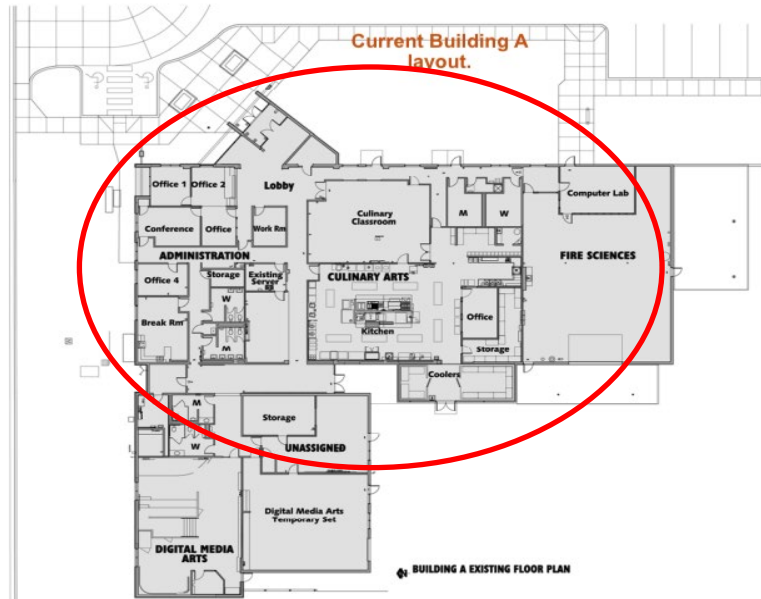 Current Building A
layout.
Office 1
Office 2
Lobby
Computer Lab
Culinary
Classroom
M
W
Conference
Office
Work Rm
ADMINISTRATION
FIRE SCIENCES
Office 4
Storage
Existing
Server
CULINARY ARTS
W
Break Rm
Kitchen
Office
M
Storage
Coolers
M
Storage
W
UNASSIGNED
Digital Media Arts
Temporary Set
DIGITAL MEDIA
ARTS
BUILDING A EXISTING FLOOR PLAN